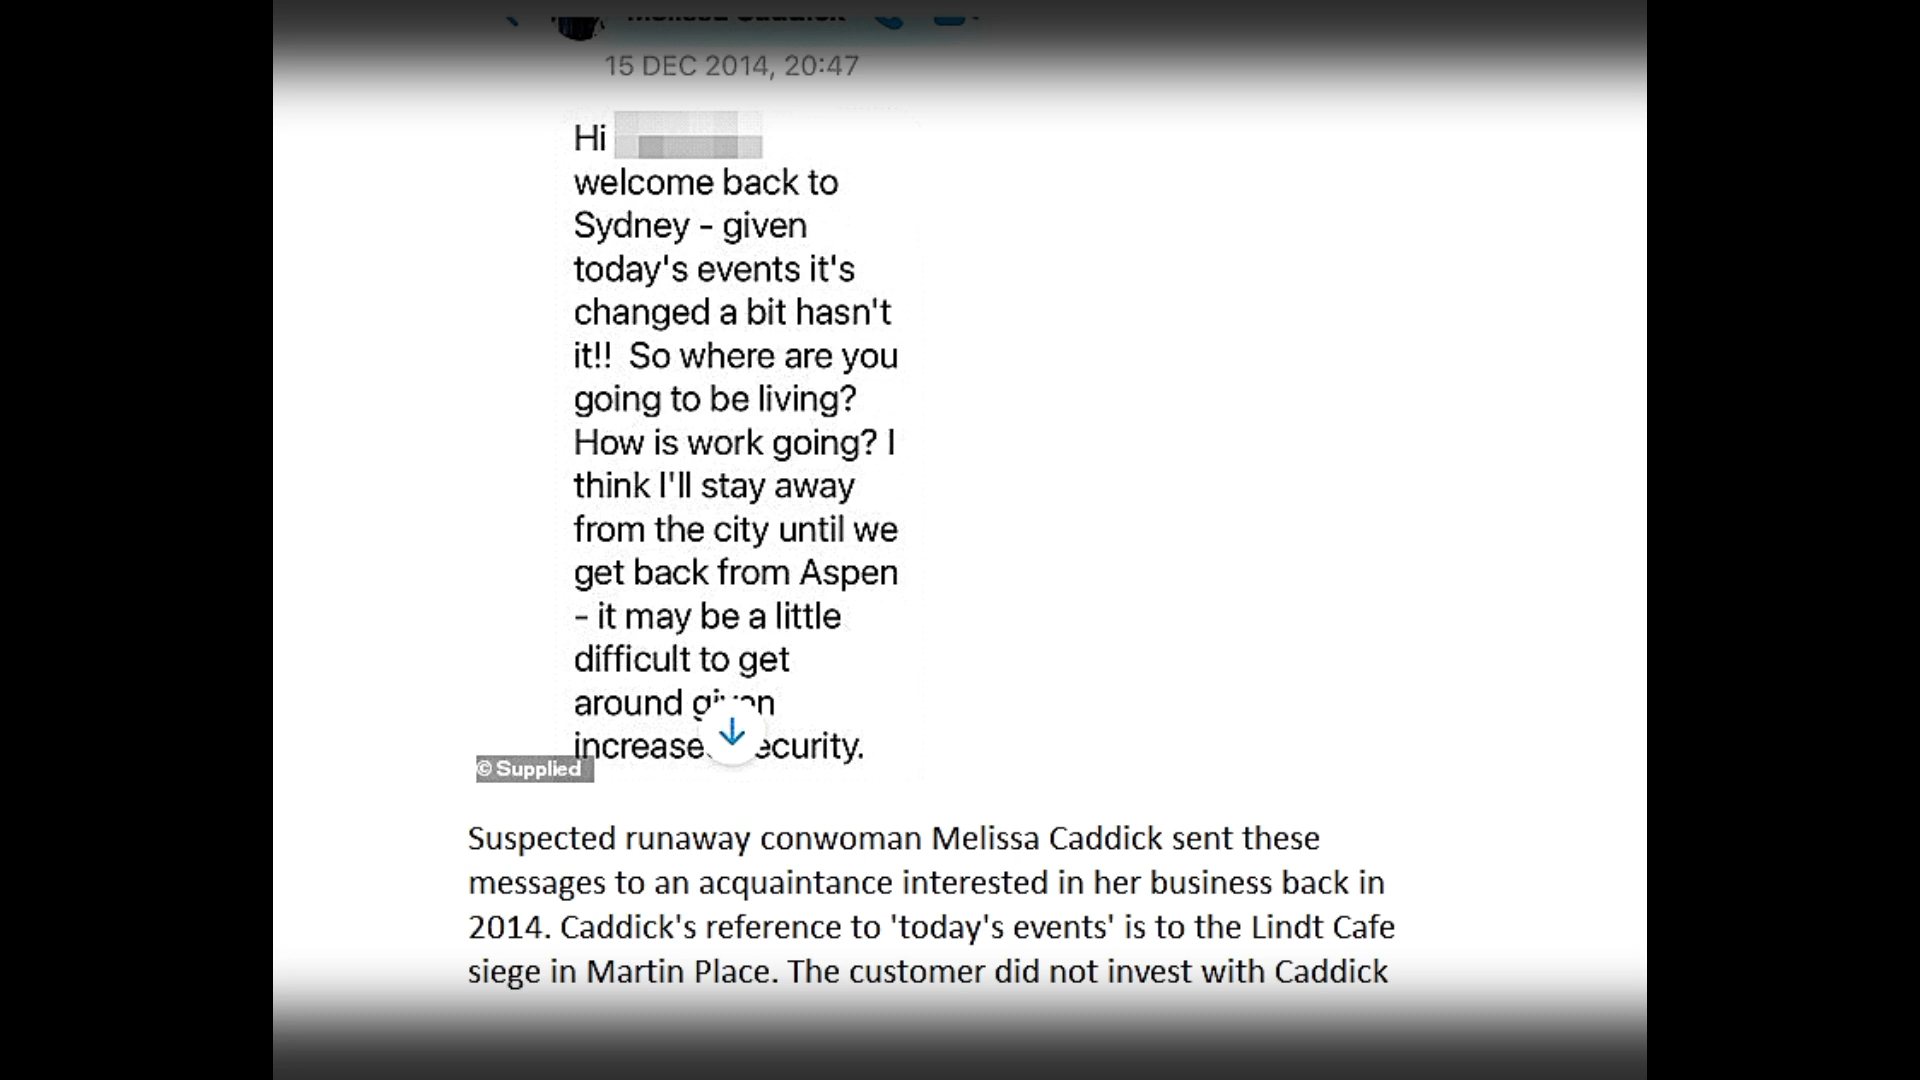 15 DEC 2014, 20:47
Hi
welcome back to
Sydney - given
today's events it's
changed a bit hasn't
it!!  So where are you
going to be living?
How is work going? I
think I'll stay away
from the city until we
get back from Aspen
- it may be a little
difficult to get
around given
security.
© Supplied
Suspected runaway conwoman Melissa Caddick sent these
messages to an acquaintance interested in her business back in
2014. Caddick's reference to 'today's events' is to the Lindt Cafe
siege in Martin Place. The customer did not invest with Caddick